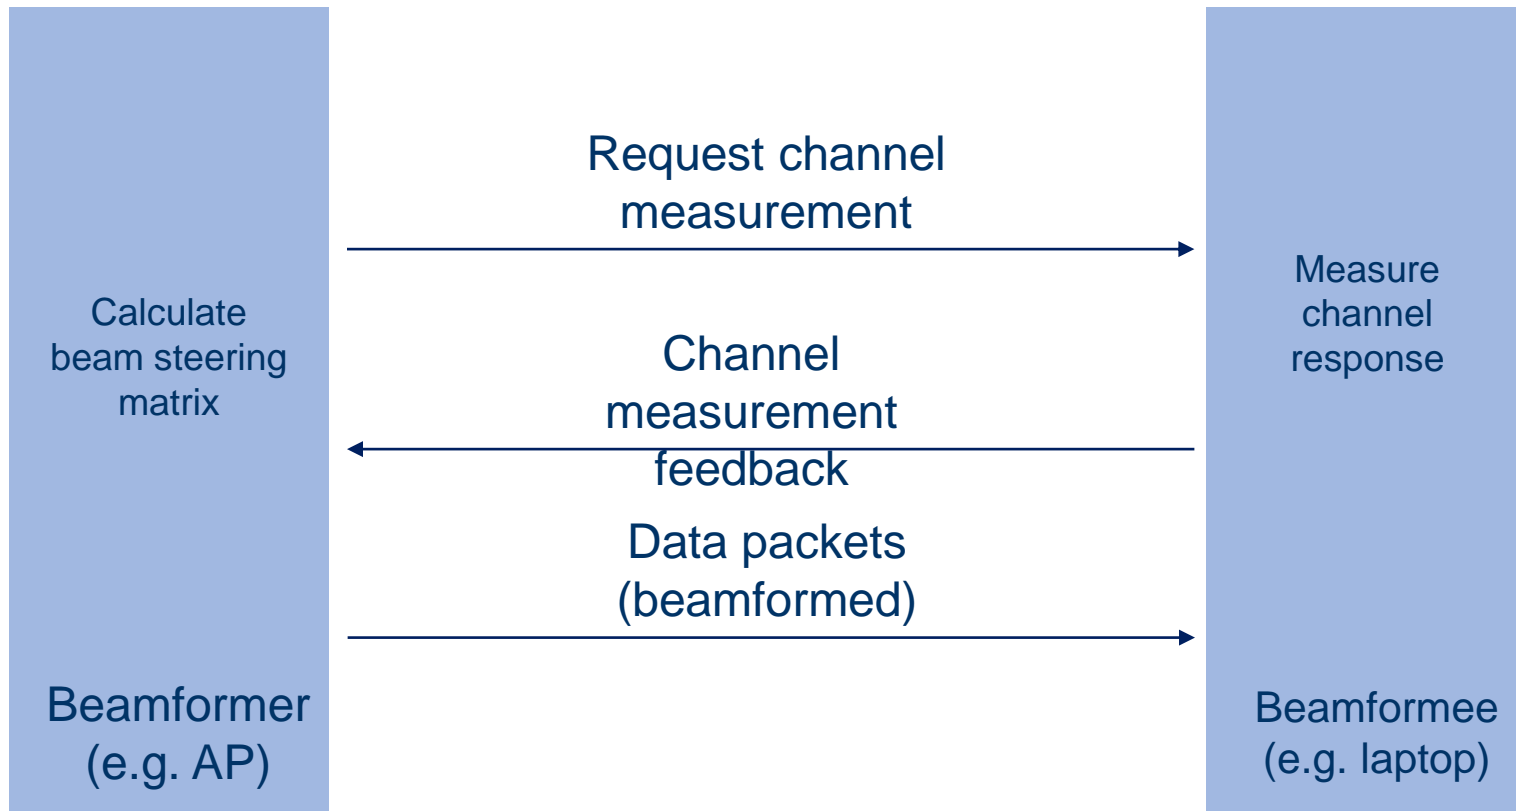 Request channel
measurement
Measure
channel
response
Calculate
beam steering
matrix
Channel
measurement
feedback
Data packets
(beamformed)
Beamformer
(e.g. AP)
Beamformee
(e.g. laptop)